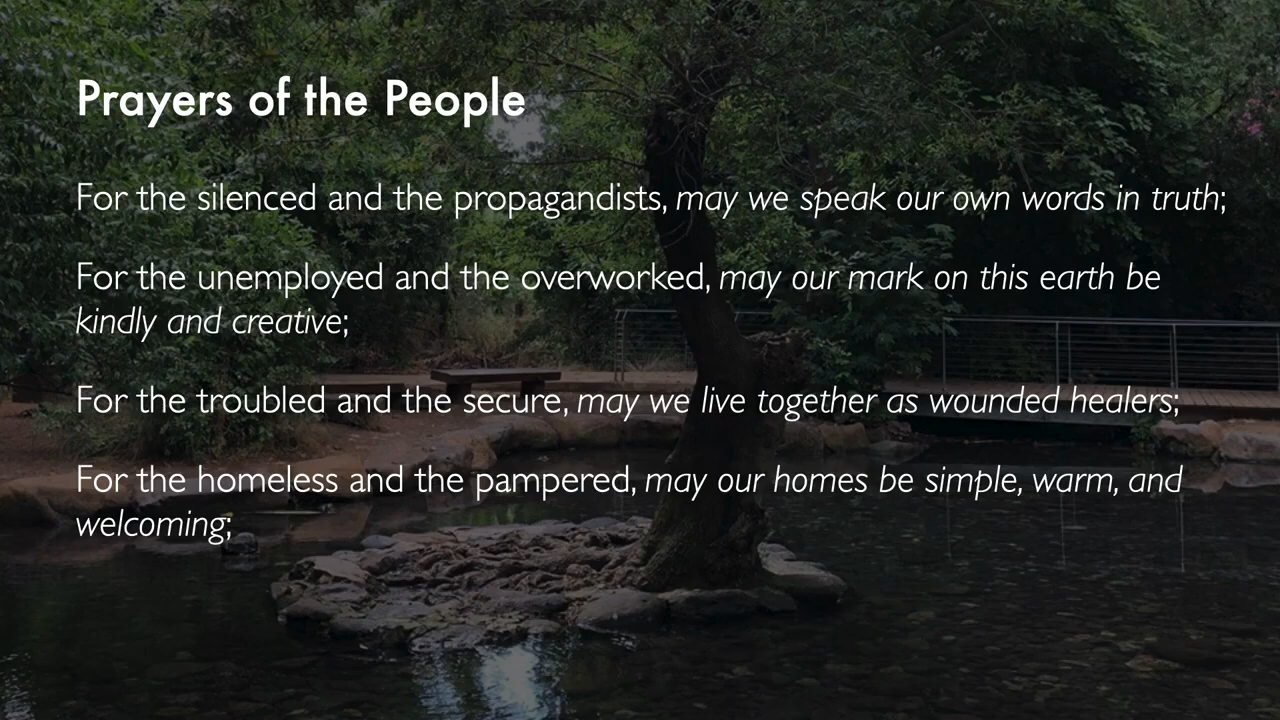 Prayers of the People
For the silenced and the propagandists, may we speak our own words in truth;
For the unemployed and the overworked, may our mark on this earth be
kindly and creative;
For the troubled and the secure, may we live together as wounded healers;
For the homeless and the pampered, may our homes be simple, warm, and
welcoming;